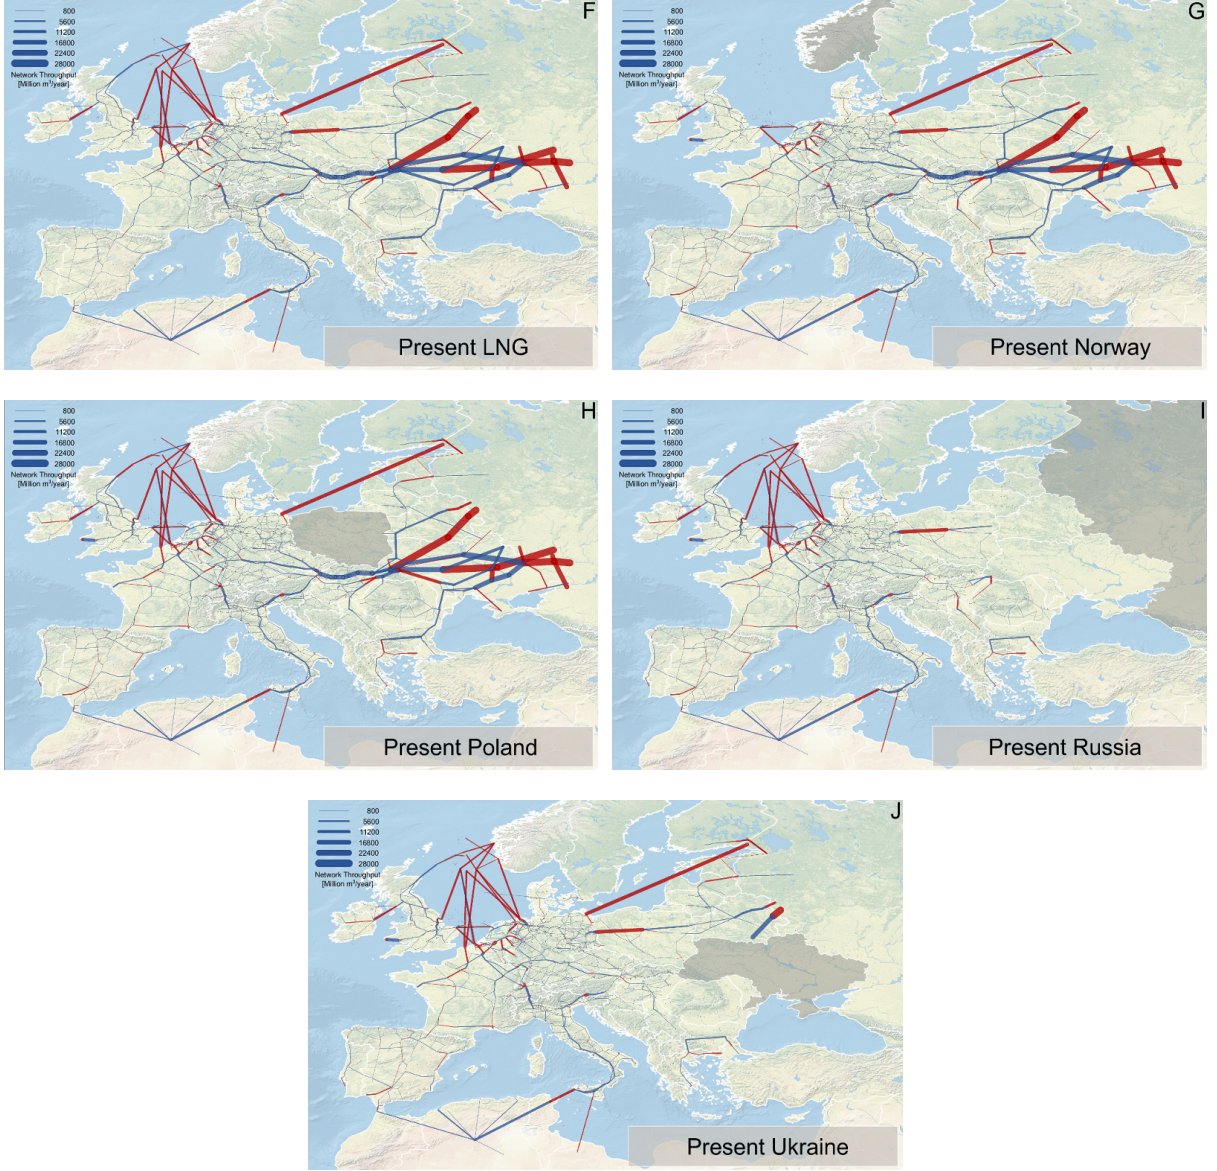 F
800
5600
11200
16800
22400
28000
Network Throughput
[Million m³/year]
Present LNG
G
800
5600
11200
16800
22400
28000
Network Throughput
[Million m³/year]
Present Norway
H
800
5600
11200
16800
22400
28000
Network Throughput
[Million m³/year]
Present Poland
I
800
5600
11200
16800
22400
28000
Network Throughput
[Million m³/year]
Present Russia
J
800
5600
11200
16800
22400
28000
Network Throughput
[Million m³/year]
Present Ukraine